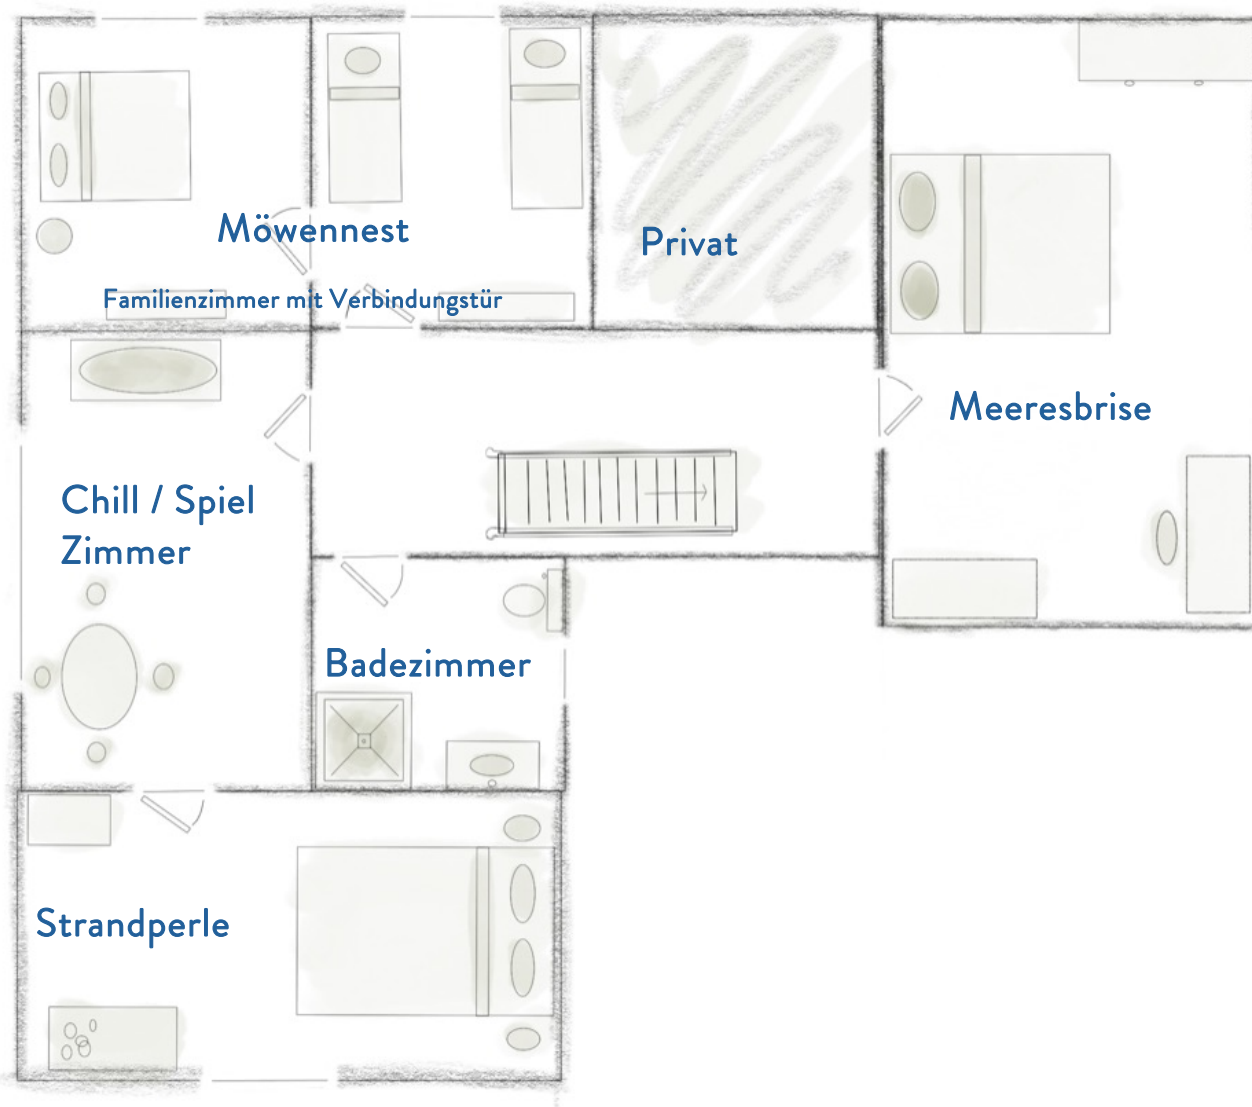 Möwennest
Privat
Familienzimmer mit Verbindungstür
Meeresbrise
Chill / Spiel
Zimmer
Badezimmer
Strandperle